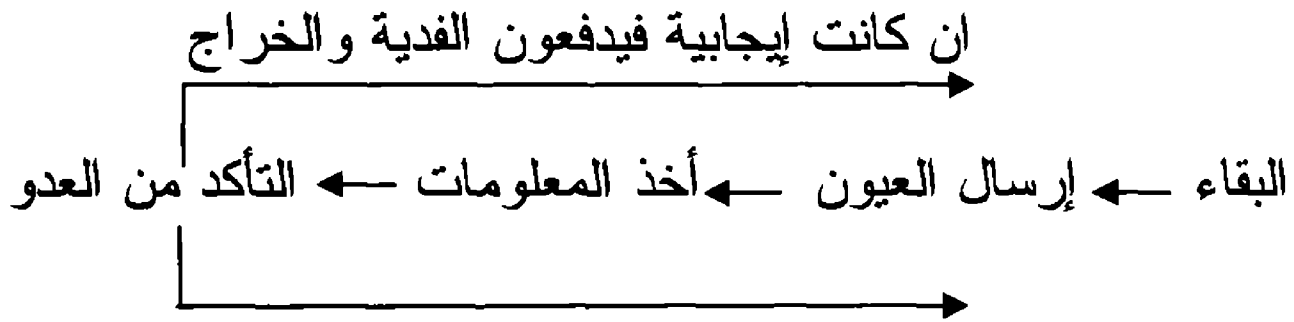 ان كانت إيجابية فيدفعون الفدية والخراج
البقاء ← إرسال العيون ← أخذ المعلومات ← التأكد من العدو